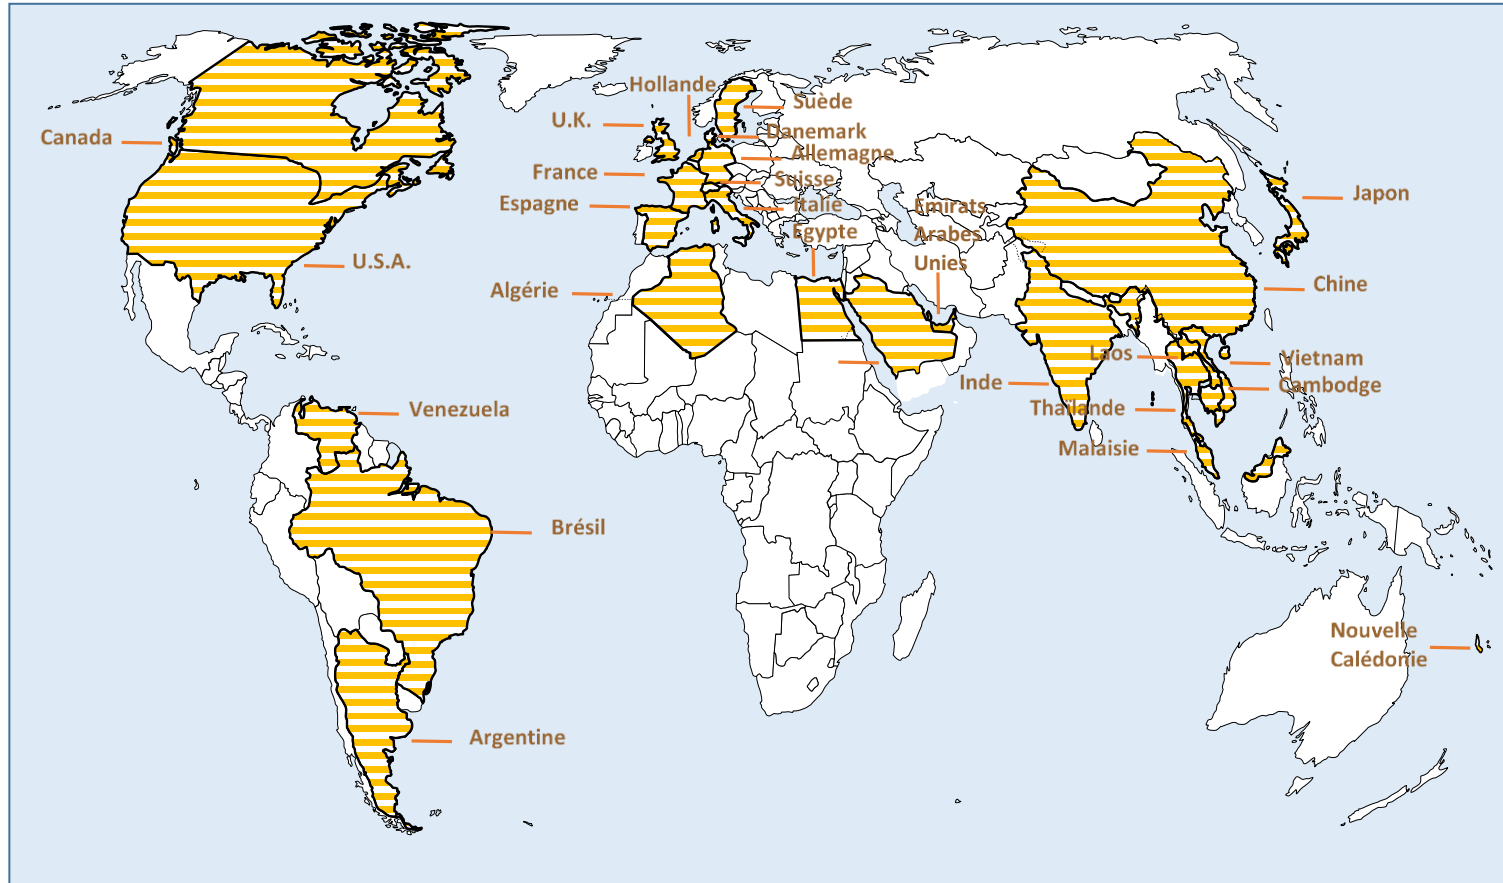 Hollande
Suède
U.K.
Danemark
Canada
Allemagne
France
Suisse
Japon
Espagne
Italie
Emirats
Egypte
Arabes
U.S.A.
Unies
Algérie
Chine
Laos
Vietnam
Inde
Cambodge
Venezuela
Thaïlande
Malaisie
Brésil
Nouvelle
Calédonie
Argentine